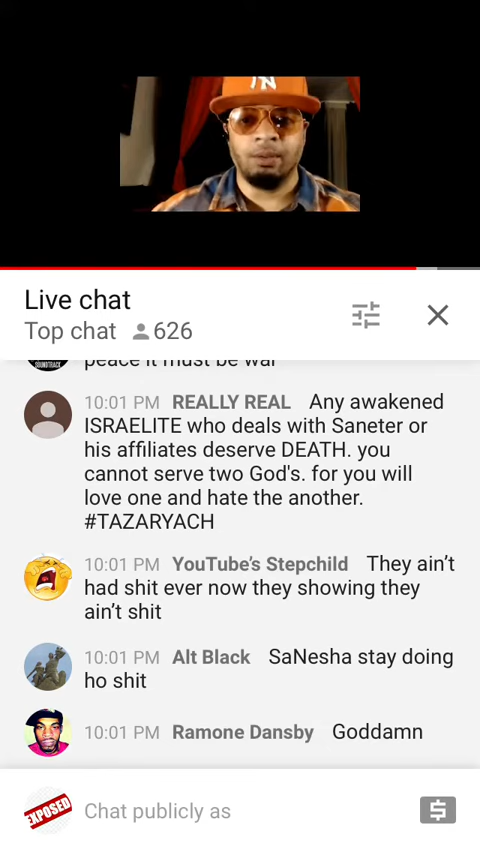 Live chat
Top chat 626
SOUNDTRACK
peace it must be war
10:01 PM REALLY REAL Any awakened
ISRAELITE who deals with Saneter or
his affiliates deserve DEATH. you
cannot serve two God's. for you will
love one and hate the another.
#TAZARYACH
10:01 PM YouTube's Stepchild They ain't
had shit ever now they showing they
ain't shit
10:01 PM Alt Black SaNesha stay doing
ho shit
10:01 PM Ramone Dansby Goddamn
EXPOSED
Chat publicly as
$